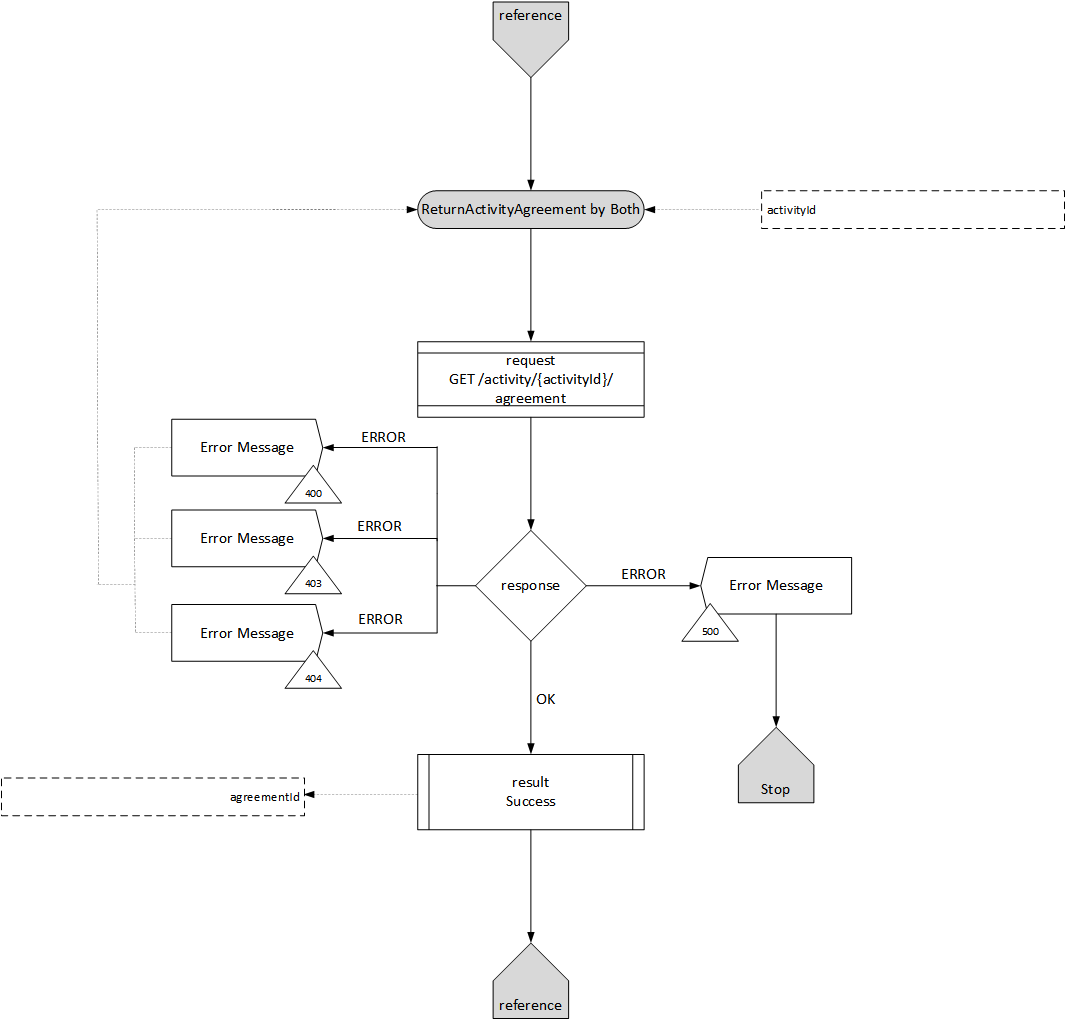 reference
ReturnActivityAgreement by Both
activityId
request
GET /activity/{activityId}/
agreement
ERROR
Error Message
400
ERROR
Error Message
403
response
ERROR
Error Message
500
ERROR
Error Message
404
OK
result
Success
agreementId
Stop
reference